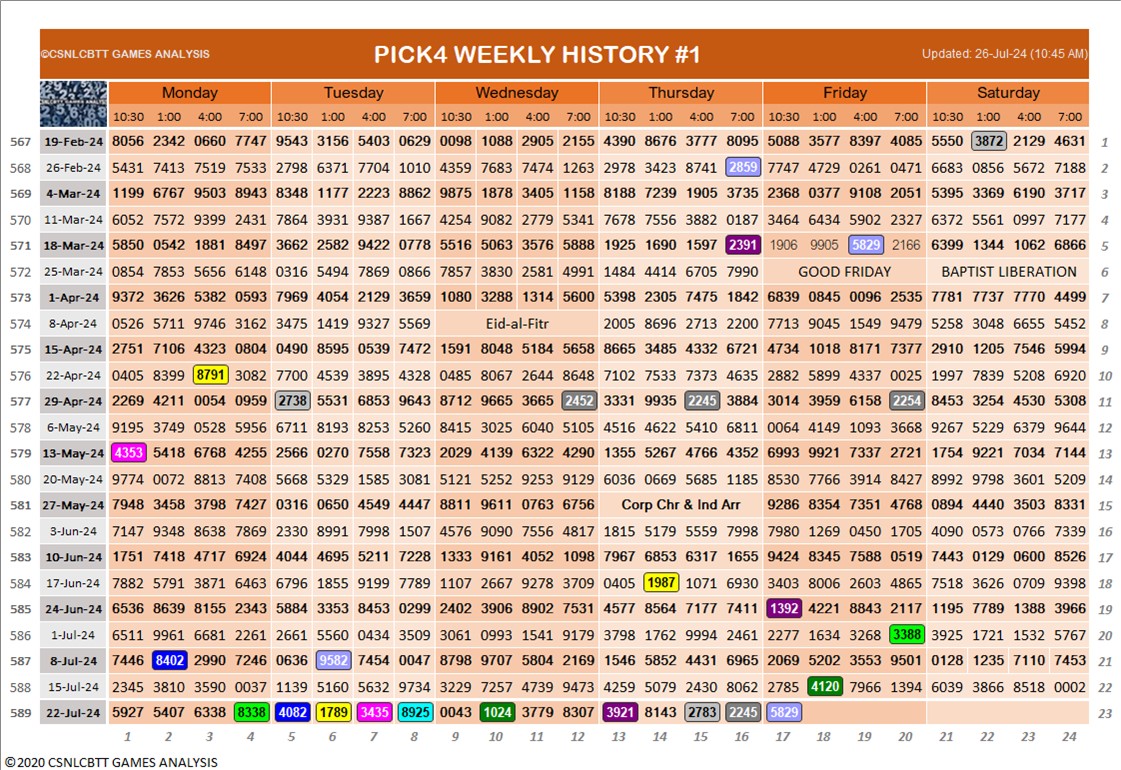 ©CSNLCBTT GAMES ANALYSIS PICK4 WEEKLY HISTORY #1 Updated: 26-Jul-24 (10:45 AM)
Monday Tuesday Wednesday Thursday Friday Saturday
10:30 1:00 4:00 7:00 10:30 1:00 4:00 7:00 10:30 1:00 4:00 7:00 10:30 1:00 4:00 7:00 10:30 1:00 4:00 7:00 10:30 1:00 4:00 7:00
567 19-Feb-24 8056 2342 0660 7747 9543 3156 5403 0629 0098 1088 2905 2155 4390 8676 3777 8095 5088 3577 8397 4085 5550 3872 2129 4631 1
568 26-Feb-24 5431 7413 7519 7533 2798 6371 7704 1010 4359 7683 7474 1263 2978 3423 8741 2859 7747 4729 0261 0471 6683 0856 5672 7188 2
569 4-Mar-24 1199 6767 9503 8943 8348 1177 2223 8862 9875 1878 3405 1158 8188 7239 1905 3735 2368 0377 9108 2051 5395 3369 6190 3717 3
570 11-Mar-24 6052 7572 9399 2431 7864 3931 9387 1667 4254 9082 2779 5341 7678 7556 3882 0187 3464 6434 5902 2327 6372 5561 0997 7177 4
571 18-Mar-24 5850 0542 1881 8497 3662 2582 9422 0778 5516 5063 3576 5888 1925 1690 1597 2391 1906 9905 5829 2166 6399 1344 1062 6866 5
572 25-Mar-24 0854 7853 5656 6148 0316 5494 7869 0866 7857 3830 2581 4991 1484 4414 6705 7990 GOOD FRIDAY BAPTIST LIBERATION 6
573 1-Apr-24 9372 3626 5382 0593 7969 4054 2129 3659 1080 3288 1314 5600 5398 2305 7475 1842 6839 0845 0096 2535 7781 7737 7770 4499 7
574 8-Apr-24 0526 5711 9746 3162 3475 1419 9327 5569 Eid-al-Fitr 2005 8696 2713 2200 7713 9045 1549 9479 5258 3048 6655 5452 8
575 15-Apr-24 2751 7106 4323 0804 0490 8595 0539 7472 1591 8048 5184 5658 8665 3485 4332 6721 4734 1018 8171 7377 2910 1205 7546 5994 9
576 22-Apr-24 0405 8399 8791 3082 7700 4539 3895 4328 0485 8067 2644 8648 7102 7533 7373 4635 2882 5899 4337 0025 1997 7839 5208 6920 10
577 29-Apr-24 2269 4211 0054 0959 2738 5531 6853 9643 8712 9665 3665 2452 3331 9935 2245 3884 3014 3959 6158 2254 8453 3254 4530 5308 11
578 6-May-24 9195 3749 0528 5956 6711 8193 8253 5260 8415 3025 6040 5105 4516 4622 5410 6811 0064 4149 1093 3668 9267 5229 6379 9644 12
579 13-May-24 4353 5418 6768 4255 2566 0270 7558 7323 2029 4139 6322 4290 1355 5267 4766 4352 6993 9921 7337 2721 1754 9221 7034 7144 13
580 20-May-24 9774 0072 8813 7408 5668 5329 1585 3081 5121 5252 9253 9129 6036 0669 5685 1185 8530 7766 3914 8427 8992 9798 3601 5209 14
581 27-May-24 7948 3458 3798 7427 0316 0650 4549 4447 8811 9611 0763 6756 Corp Chr & Ind Arr 9286 8354 7351 4768 0894 4440 3503 8331 15
582 3-Jun-24 7147 9348 8638 7869 2330 8991 7998 1507 4576 9090 7556 4817 1815 5179 5559 7998 7980 1269 0450 1705 4090 0573 0766 7339 16
583 10-Jun-24 1751 7418 4717 6924 4044 4695 5211 7228 1333 9161 4052 1098 7967 6853 6317 1655 9424 8345 7588 0519 7443 0129 0600 8526 17
584 17-Jun-24 7882 5791 3871 6463 6796 1855 9199 7789 1107 2667 9278 3709 0405 1987 1071 6930 3403 8006 2603 4865 7518 3626 0709 9398 18
585 24-Jun-24 6536 8639 8155 2343 5884 3353 8453 0299 2402 3906 8902 7531 4577 8564 7177 7411 1392 4221 8843 2117 1195 7789 1388 3966 19
586 1-Jul-24 6511 9961 6681 2261 2661 5560 0434 3509 3061 0993 1541 9179 3798 1762 9994 2461 2277 1634 3268 3388 3925 1721 1532 5767 20
587 8-Jul-24 7446 8402 2990 7246 0636 9582 7454 0047 8798 9707 5804 2169 1546 5852 4431 6965 2069 5202 3553 9501 0128 1235 7110 7453 21
588 15-Jul-24 2345 3810 3590 0037 1139 5160 5632 9734 3229 7257 4739 9473 4259 5079 2430 8062 2785 4120 7966 1394 6039 3866 8518 0002 22
589 22-Jul-24 5927 5407 6338 8338 4082 1789 3435 8925 0043 1024 3779 8307 3921 8143 2783 2245 5829 23
1 2 3 4 5 6 7 8 9 10 11 12 13 14 15 16 17 18 19 20 21 22 23 24
©2020 CSNLCBTT GAMES ANALYSIS